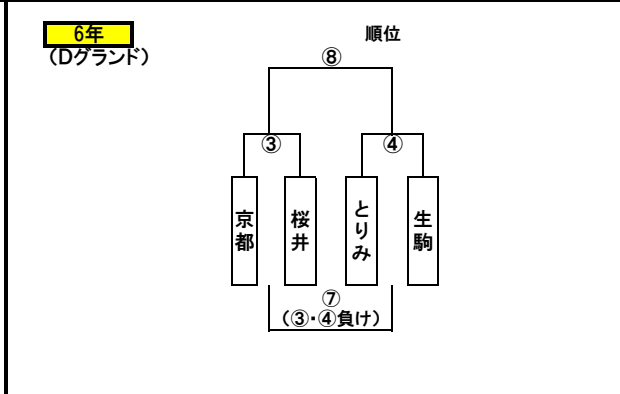 6年
（Dグランド）
順位
⑧
③
④
京都
桜井
とりみ
生駒
⑦
（③・④負け）